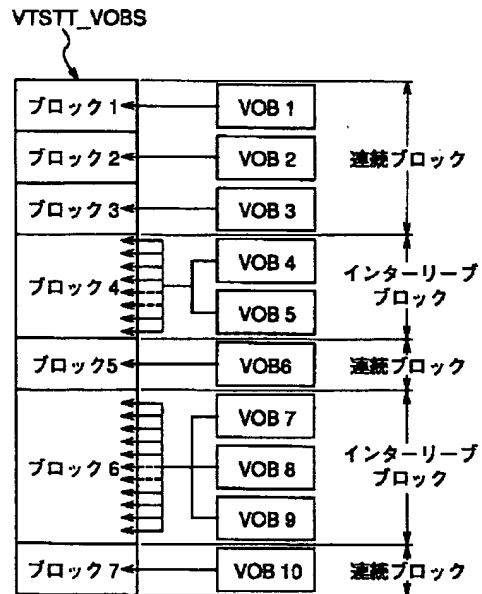 VTSTT_VOBS
ブロック1
VOB 1
ブロック2
VOB 2
連続ブロック
ブロック3
VOB 3
ブロック4
VOB 4
VOB 5
インターリーブ
ブロック
ブロック5
VOB6
連続ブロック
ブロック6
VOB 7
VOB 8
VOB 9
インターリーブ
ブロック
ブロック7
VOB 10
連続ブロック